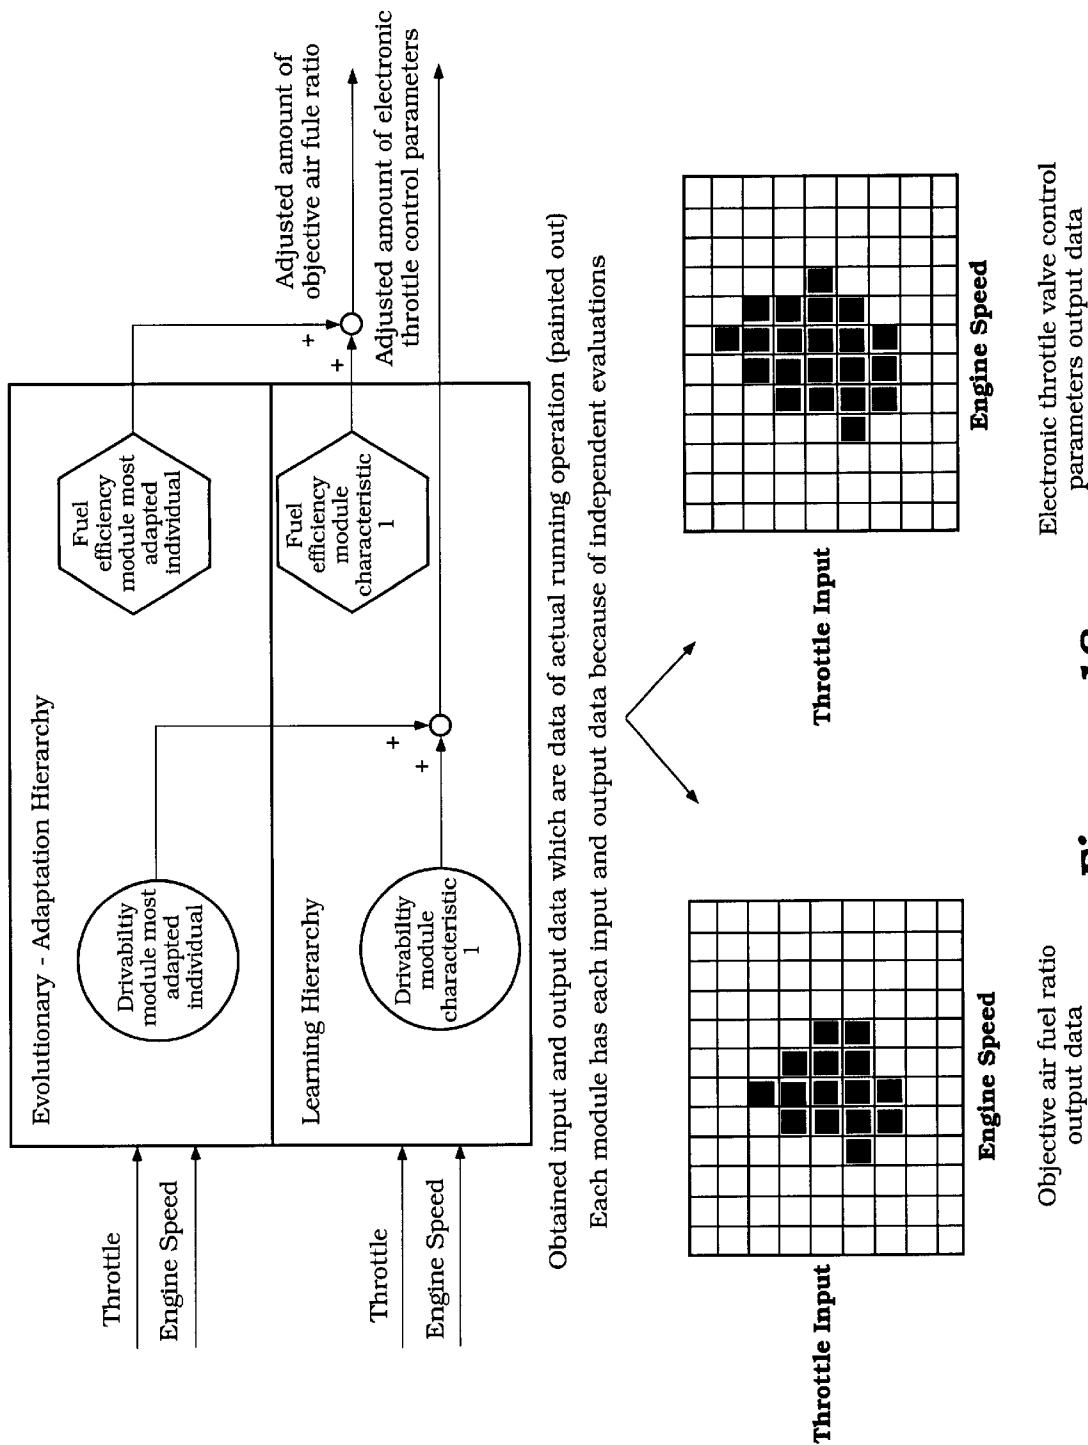 Evolutionary - Adaptation Hierarchy
Throttle
Engine Speed
Drivabiltiy
module most
adapted
individual
Fuel
efficiency
module most
adapted
individual
Learning Hierarchy
Throttle
Engine Speed
Drivabiltiy
module
characteristic
1
Fuel
efficiency
module
characteristic
1
+
+
+
+
Adjusted amount of
objective air fule ratio
Adjusted amount of electronic
throttle control parameters
Obtained input and output data which are data of actual running operation (painted out)
Each module has each input and output data because of independent evaluations
Throttle Input
Engine Speed
Objective air fuel ratio
output data
Throttle Input
Engine Speed
Electronic throttle valve control
parameters output data